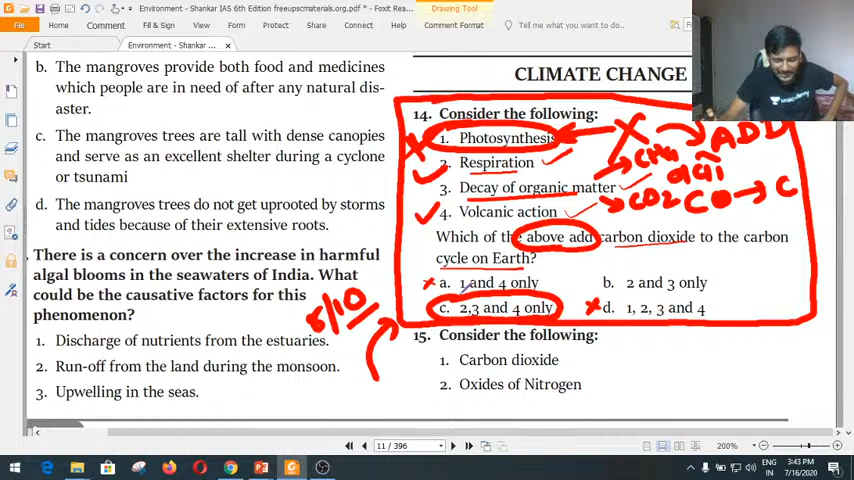 Environment - Shankar IAS 6th Edition freeupscmaterials.org.pdf * - Foxit Rea...
Drawing Tool
File
Home
Comment
Fill & Sign
Form
Drawing
Tell me what you want to do...
Find
Start
Environment - Shankar IAS 6th Ed...
b. The mangroves provide both food and medicines
which people are in need of after any natural dis-
aster.
c. The mangroves trees are tall with dense canopies
and serve as an excellent shelter during a cyclone
or tsunami
d. The mangroves trees do not get uprooted by storms
and tides because of their extensive roots.
There is a concern over the increase in harmful
algal blooms in the seawaters of India. What
could be the causative factors for this
phenomenon?
8/10
1. Discharge of nutrients from the estuaries.
2. Run-off from the land during the monsoon.
3. Upwelling in the seas.
CLIMATE CHANGE
unacademy
14. Consider the following:
1. Photosynthesis
X ADD
2. Respiration
CH4
3. Decay of organic matter
4. Volcanic action
CO2 CO → C
Which of the above add carbon dioxide to the carbon
cycle on Earth?
a. 1 and 4 only
b. 2 and 3 only
c. 2,3 and 4 only
d. 1, 2, 3 and 4
15. Consider the following:
1. Carbon dioxide
2. Oxides of Nitrogen
11 / 396
200%
ENG
IN
3:43 PM
7/16/2020